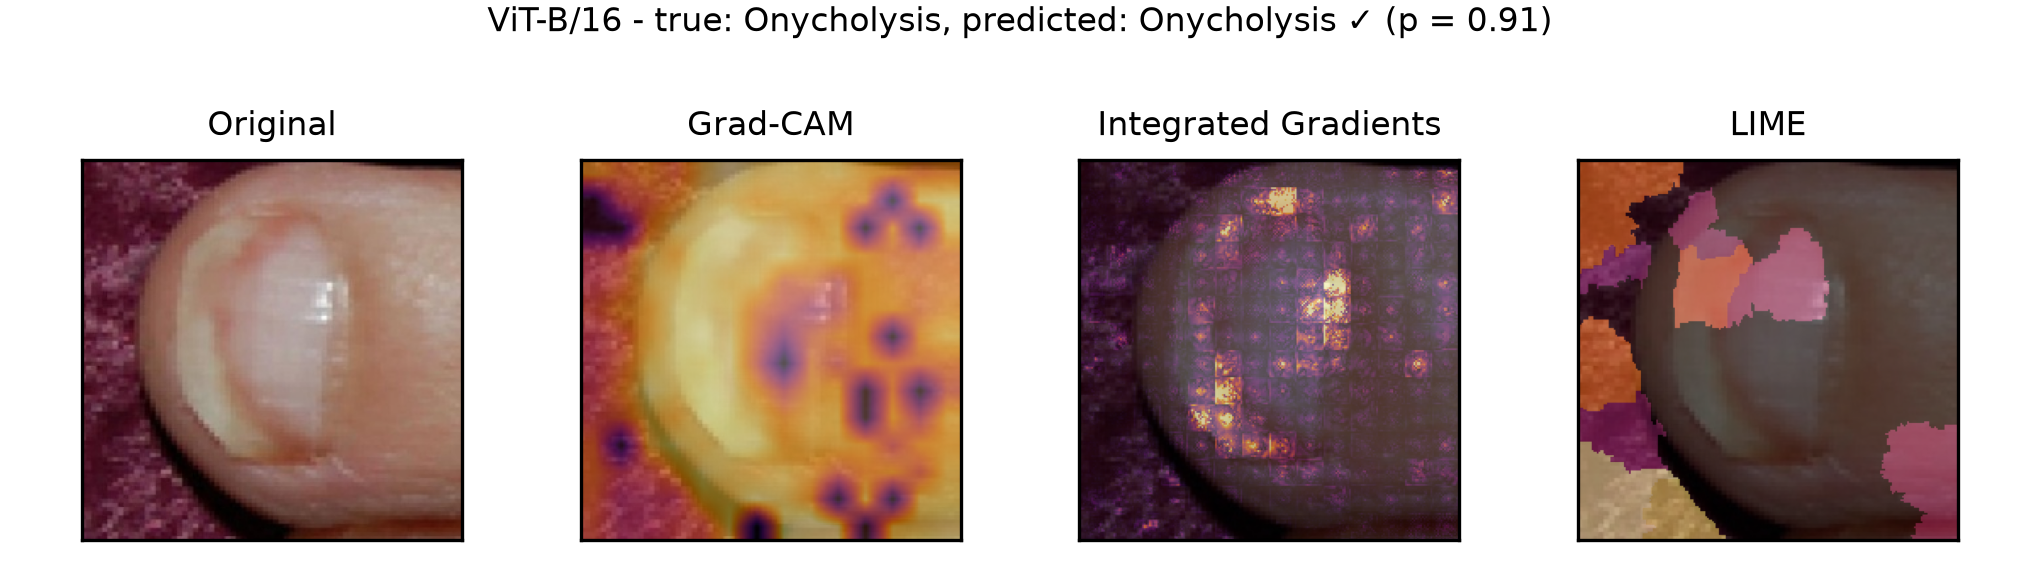 ViT-B/16 - true: Onycholysis, predicted: Onycholysis ✓ (p = 0.91)
Original
Grad-CAM
Integrated Gradients
LIME